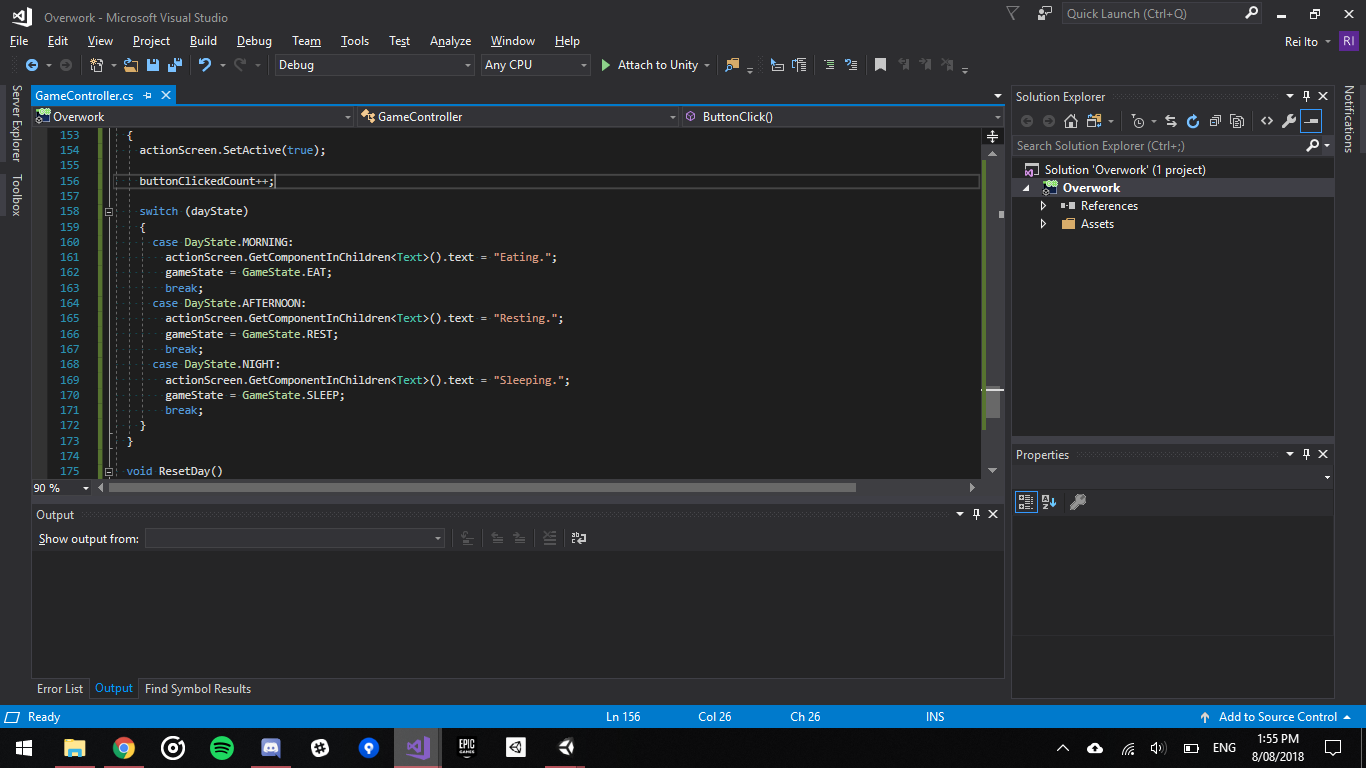 Overwork - Microsoft Visual Studio
Quick Launch (Ctrl+Q)
File Edit View Project Build Debug Team Tools Test Analyze Window Help
Rei Ito RI
Debug Any CPU Attach to Unity
Server Explorer
Toolbox
GameController.cs
Overwork GameController ButtonClick()
153 {
154 actionScreen.SetActive(true);
155
156 buttonClickedCount++;
157
158 switch (dayState)
159 {
160 case DayState.MORNING:
161 actionScreen.GetComponentInChildren<Text>().text = "Eating.";
162 gameState = GameState.EAT;
163 break;
164 case DayState.AFTERNOON:
165 actionScreen.GetComponentInChildren<Text>().text = "Resting.";
166 gameState = GameState.REST;
167 break;
168 case DayState.NIGHT:
169 actionScreen.GetComponentInChildren<Text>().text = "Sleeping.";
170 gameState = GameState.SLEEP;
171 break;
172 }
173 }
174
175 void ResetDay()
90 %
Output
Show output from:
Error List Output Find Symbol Results
Solution Explorer
Search Solution Explorer (Ctrl+;)
Solution 'Overwork' (1 project)
Overwork
References
Assets
Properties
Notifications
Ready Ln 156 Col 26 Ch 26 INS Add to Source Control
EPIC
GAMES
ENG
1:55 PM
8/08/2018